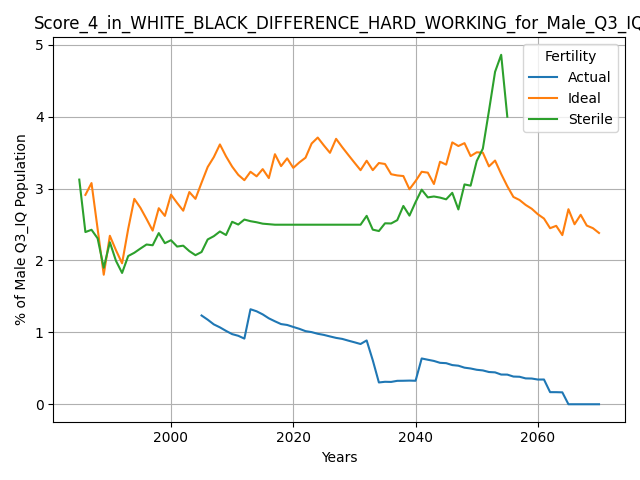 Score_4_in_WHITE_BLACK_DIFFERENCE_HARD_WORKING_for_Male_Q3_IQ
Fertility
Actual
Ideal
Sterile
% of Male Q3_IQ Population
5
4
3
2
1
0
2000 2020 2040 2060
Years